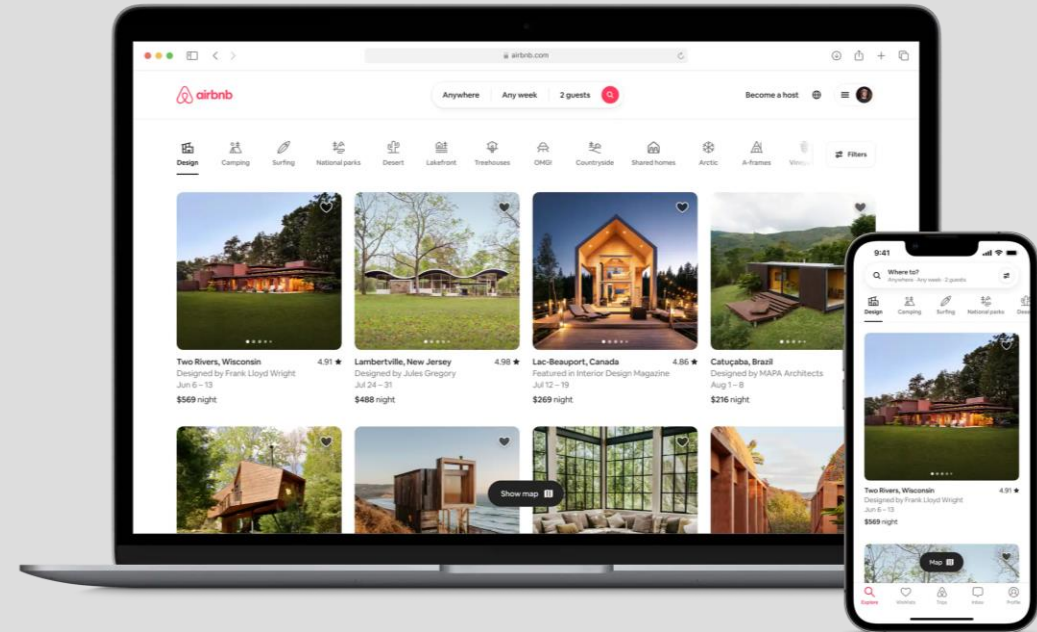 airbnb.com
airbnb
Anywhere Any week 2 guests
Become a host
Design Camping Surfing National parks Desert Lakefront Treehouses OMG! Countryside Shared homes Arctic A-frames
Filters
Two Rivers, Wisconsin 4.91 ★
Designed by Frank Lloyd Wright
Jun 6 – 13
$569 night
Lambertville, New Jersey 4.98 ★
Designed by Jules Gregory
Jul 24 – 31
$488 night
Lac-Beauport, Canada 4.86 ★
Featured in Interior Design Magazine
Jul 12 – 19
$269 night
Catuçaba, Brazil
Designed by MAPA Architects
Aug 1 – 8
$216 night
Show map
9:41
Where to?
Anywhere · Any week · 2 guests
Design Camping Surfing National parks
Two Rivers, Wisconsin 4.91 ★
Designed by Frank Lloyd Wright
Jun 6 – 13
$569 night
Map
Explore Wishlists Trips Inbox Profile